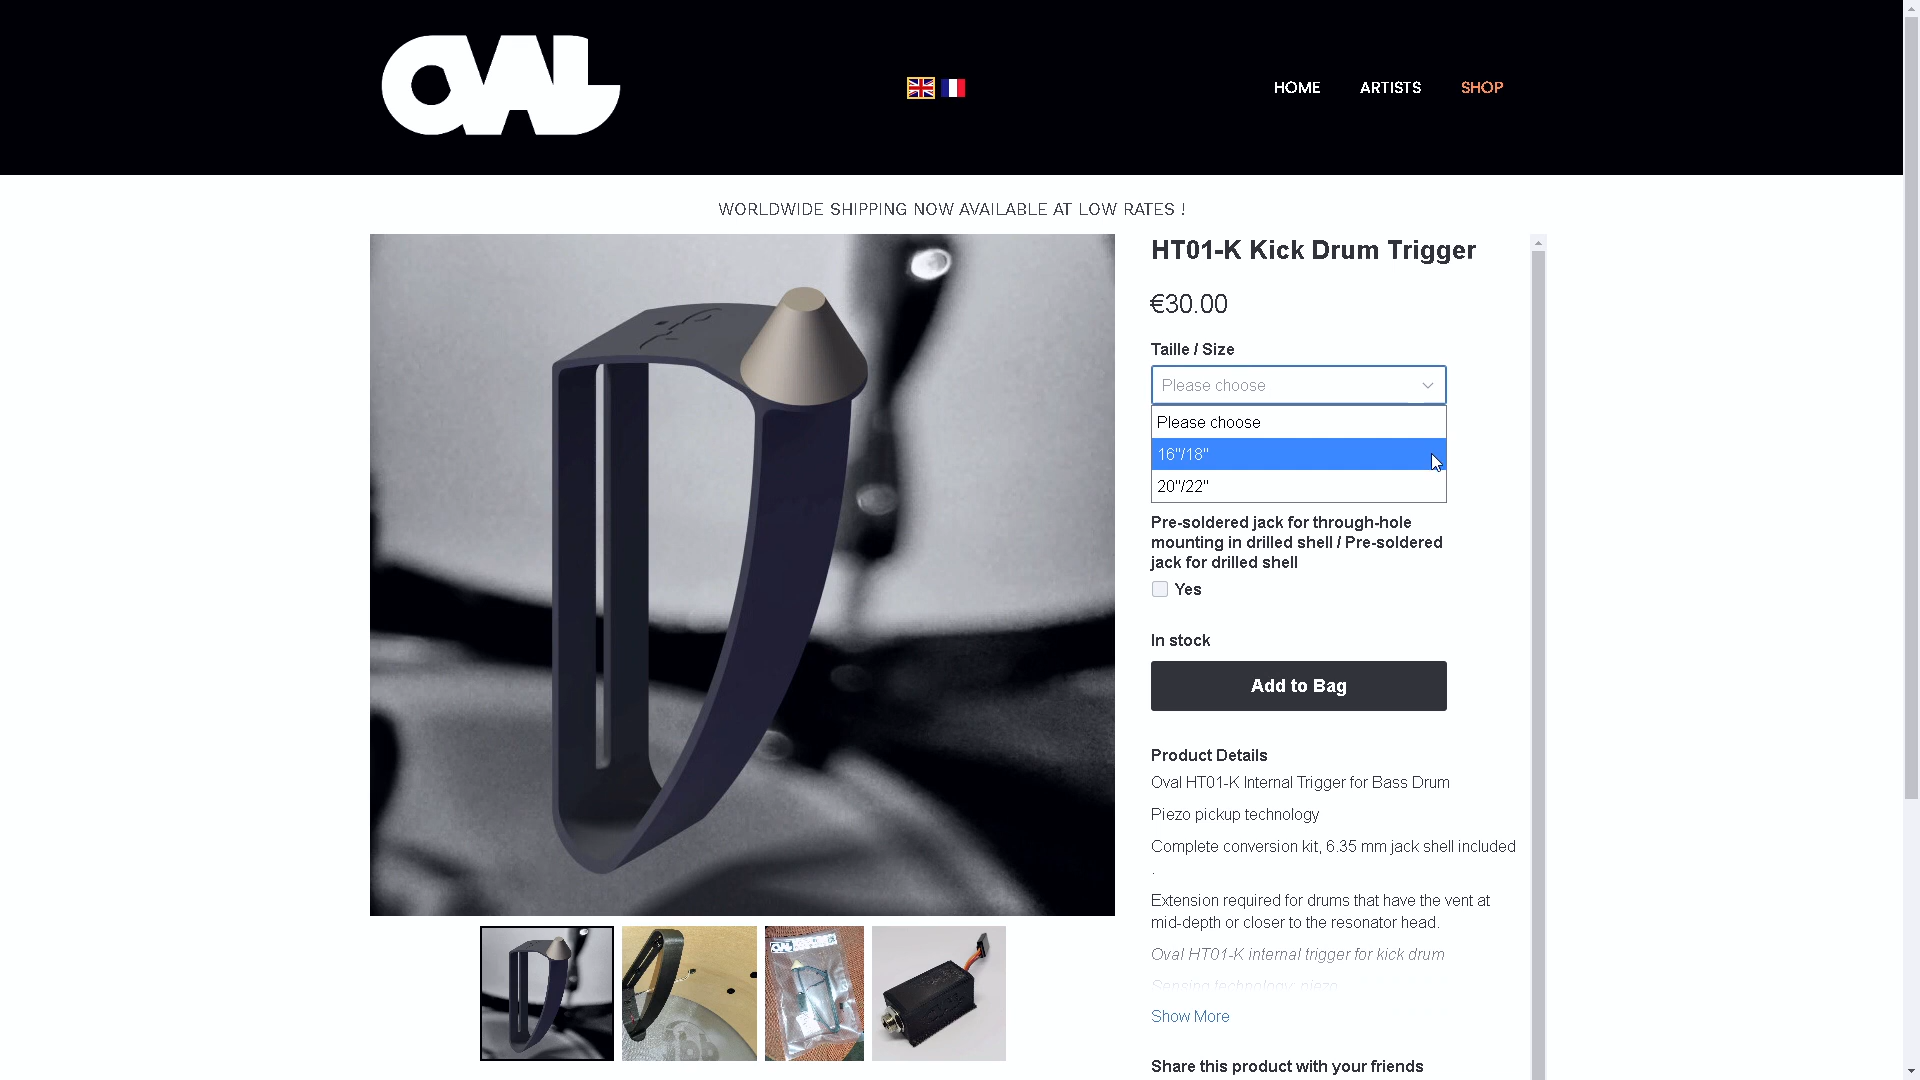 OVAL
HOME
ARTISTS
SHOP
WORLDWIDE SHIPPING NOW AVAILABLE AT LOW RATES !
HT01-K Kick Drum Trigger
€30.00
Taille / Size
Please choose
Please choose
16"/18"
20"/22"
Pre-soldered jack for through-hole
mounting in drilled shell / Pre-soldered
jack for drilled shell
Yes
In stock
Add to Bag
Product Details
Oval HT01-K Internal Trigger for Bass Drum
Piezo pickup technology
Complete conversion kit, 6.35 mm jack shell included
.
Extension required for drums that have the vent at
mid-depth or closer to the resonator head.
Oval HT01-K internal trigger for kick drum
Sensing technology: piezo
Show More
Share this product with your friends